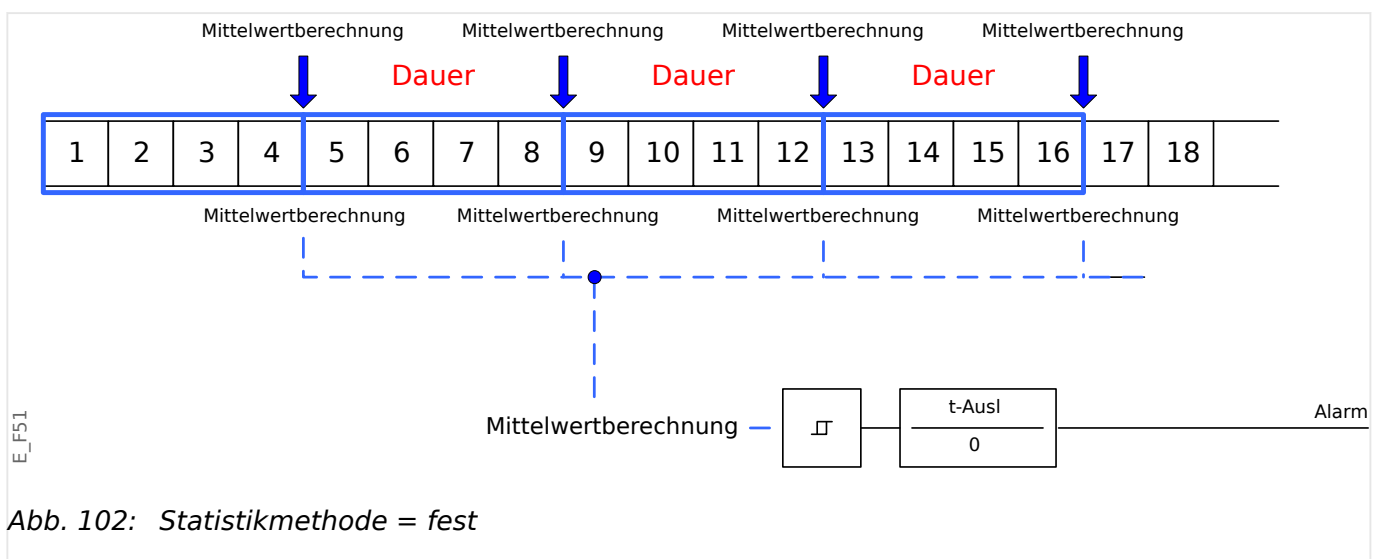 Mittelwertberechnung Mittelwertberechnung Mittelwertberechnung Mittelwertberechnung
Dauer Dauer Dauer
1 2 3 4 5 6 7 8 9 10 11 12 13 14 15 16 17 18
Mittelwertberechnung Mittelwertberechnung Mittelwertberechnung Mittelwertberechnung
Mittelwertberechnung
t-Ausl
0
Alarm
E_F51
Abb. 102: Statistikmethode = fest